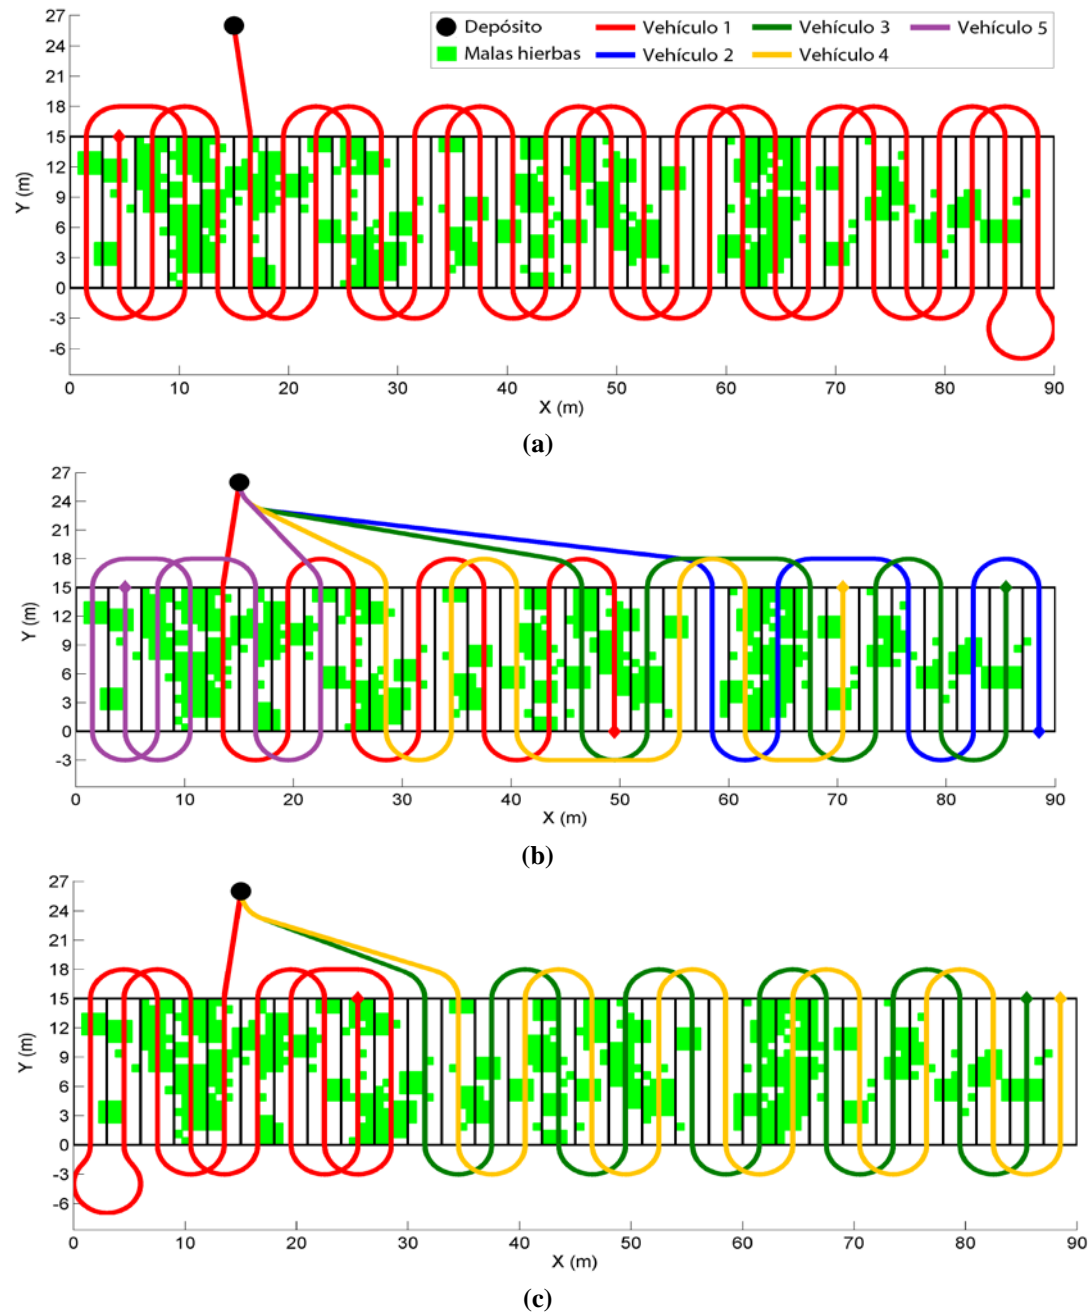 27
24
21
18
15
12
9
6
3
0
-3
-6
Y (m)
Depósito
Malas hierbas
Vehículo 1
Vehículo 2
Vehículo 3
Vehículo 4
Vehículo 5
0 10 20 30 40 50 60 70 80 90
X (m)
(a)
27
24
21
18
15
12
9
6
3
0
-3
Y (m)
0 10 20 30 40 50 60 70 80 90
X (m)
(b)
27
24
21
18
15
12
9
6
3
0
-3
-6
Y (m)
0 10 20 30 40 50 60 70 80 90
X (m)
(c)